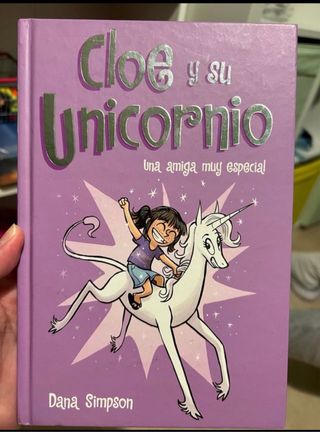 Cloe y su
Unicornio
Una amiga muy especial
Dana Simpson